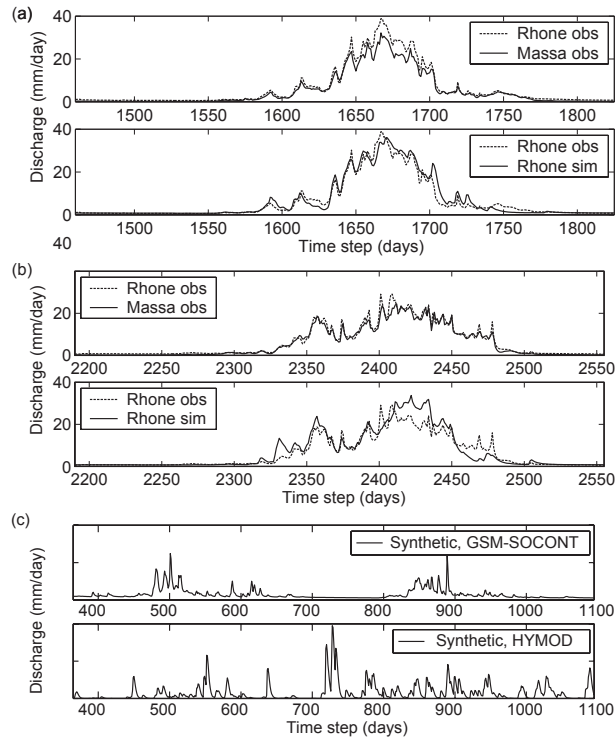 (a)
40
20
0
Rhone obs
Massa obs
1500 1550 1600 1650 1700 1750 1800
Discharge (mm/day)
40
20
0
Rhone obs
Rhone sim
1500 1550 1600 1650 1700 1750 1800
40
Time step (days)
(b)
20
0
Rhone obs
Massa obs
2200 2250 2300 2350 2400 2450 2500 2550
Discharge (mm/day)
40
20
0
Rhone obs
Rhone sim
2200 2250 2300 2350 2400 2450 2500 2550
Time step (days)
(c)
Synthetic, GSM-SOCONT
400 500 600 700 800 900 1000 1100
Discharge (mm/day)
Synthetic, HYMOD
400 500 600 700 800 900 1000 1100
Time step (days)